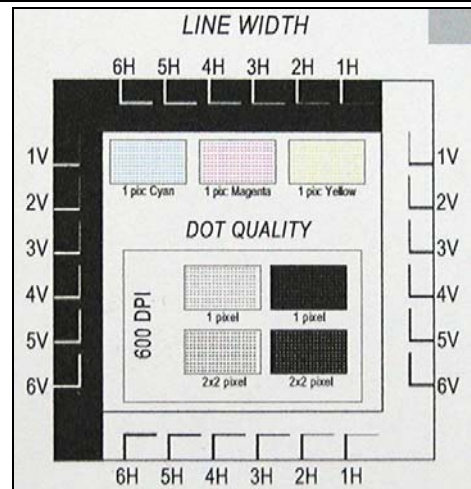 LINE WIDTH
6H 5H 4H 3H 2H 1H
1V 1V
2V 2V
3V 3V
4V 4V
5V 5V
6V 6V
1 pix: Cyan 1 pix: Magenta 1 pix: Yellow
DOT QUALITY
600 DPI
1 pixel 1 pixel
2x2 pixel 2x2 pixel
6H 5H 4H 3H 2H 1H